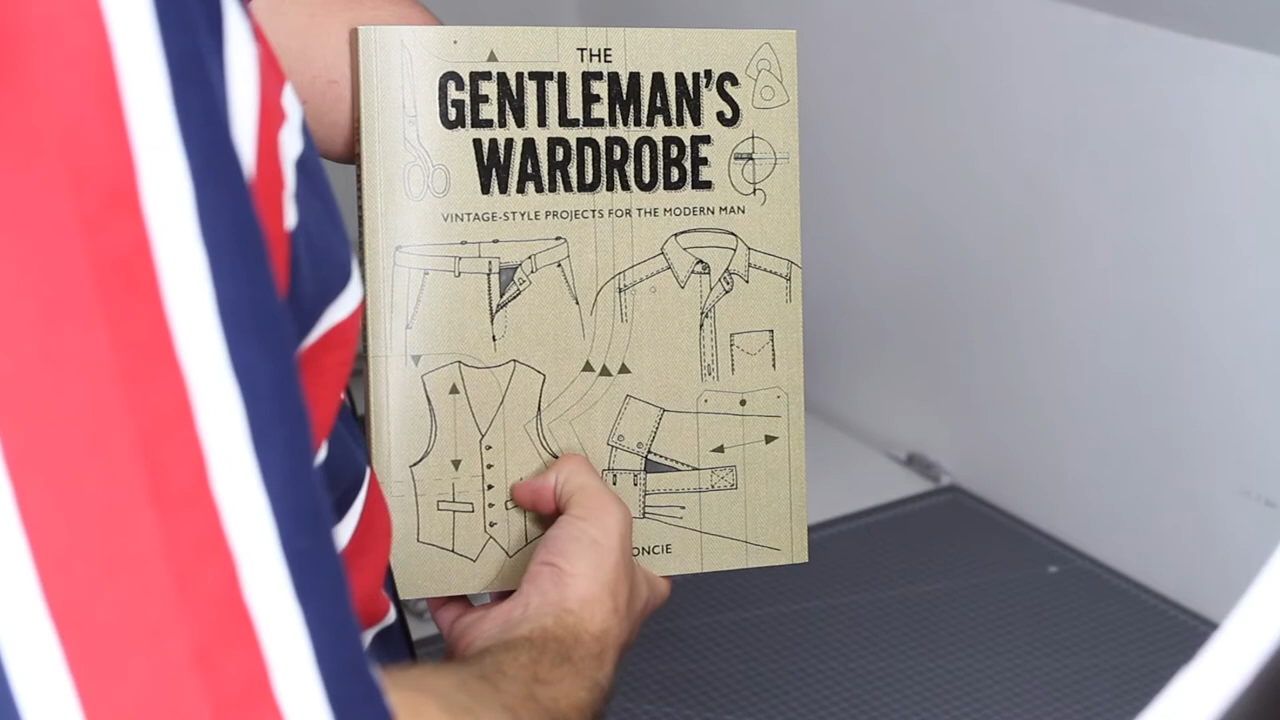 THE
GENTLEMAN'S
WARDROBE
VINTAGE-STYLE PROJECTS FOR THE MODERN MAN